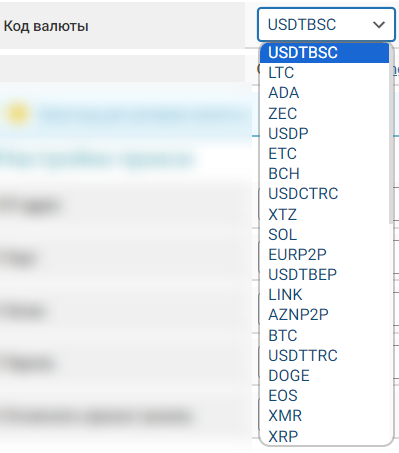 Код валюты
USDTBSC
USDTBSC
LTC
ADA
ZEC
USDP
ETC
BCH
USDCTRC
XTZ
SOL
EURP2P
USDTBEP
LINK
AZNP2P
BTC
USDTTRC
DOGE
EOS
XMR
XRP